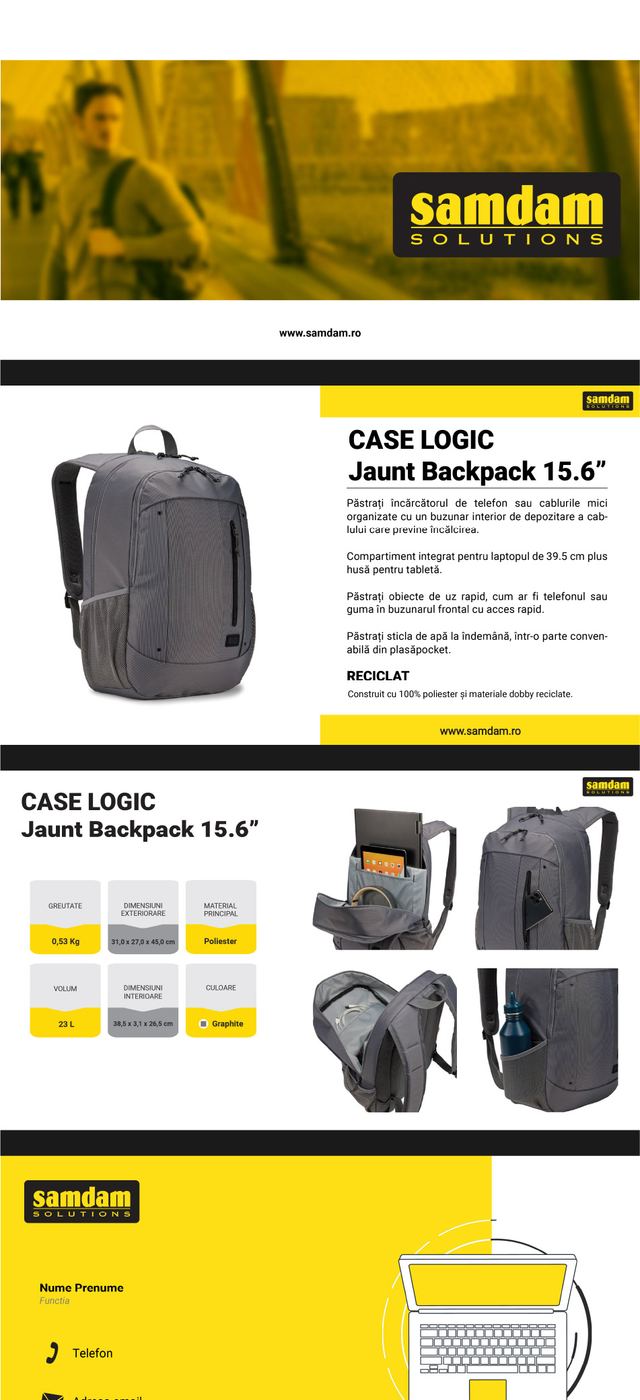 samdam
SOLUTIONS
www.samdam.ro
samdam
SOLUTIONS
CASE LOGIC
Jaunt Backpack 15.6”
Păstrați încărcătorul de telefon sau cablurile mici
organizate cu un buzunar interior de depozitare a cab-
lului care previne încâlcirea.
Compartiment integrat pentru laptopul de 39.5 cm plus
husă pentru tabletă.
Păstrați obiecte de uz rapid, cum ar fi telefonul sau
guma în buzunarul frontal cu acces rapid.
Păstrați sticla de apă la îndemână, într-o parte conven-
abilă din plasăpocket.
RECICLAT
Construit cu 100% poliester și materiale dobby reciclate.
www.samdam.ro
samdam
SOLUTIONS
CASE LOGIC
Jaunt Backpack 15.6”
GREUTATE
0,53 Kg
DIMENSIUNI
EXTERIORARE
31,0 x 27,0 x 45,0 cm
MATERIAL
PRINCIPAL
Poliester
VOLUM
23 L
DIMENSIUNI
INTERIOARE
38,5 x 3,1 x 26,5 cm
CULOARE
Graphite
samdam
SOLUTIONS
Nume Prenume
Functia
Telefon
Adresa email